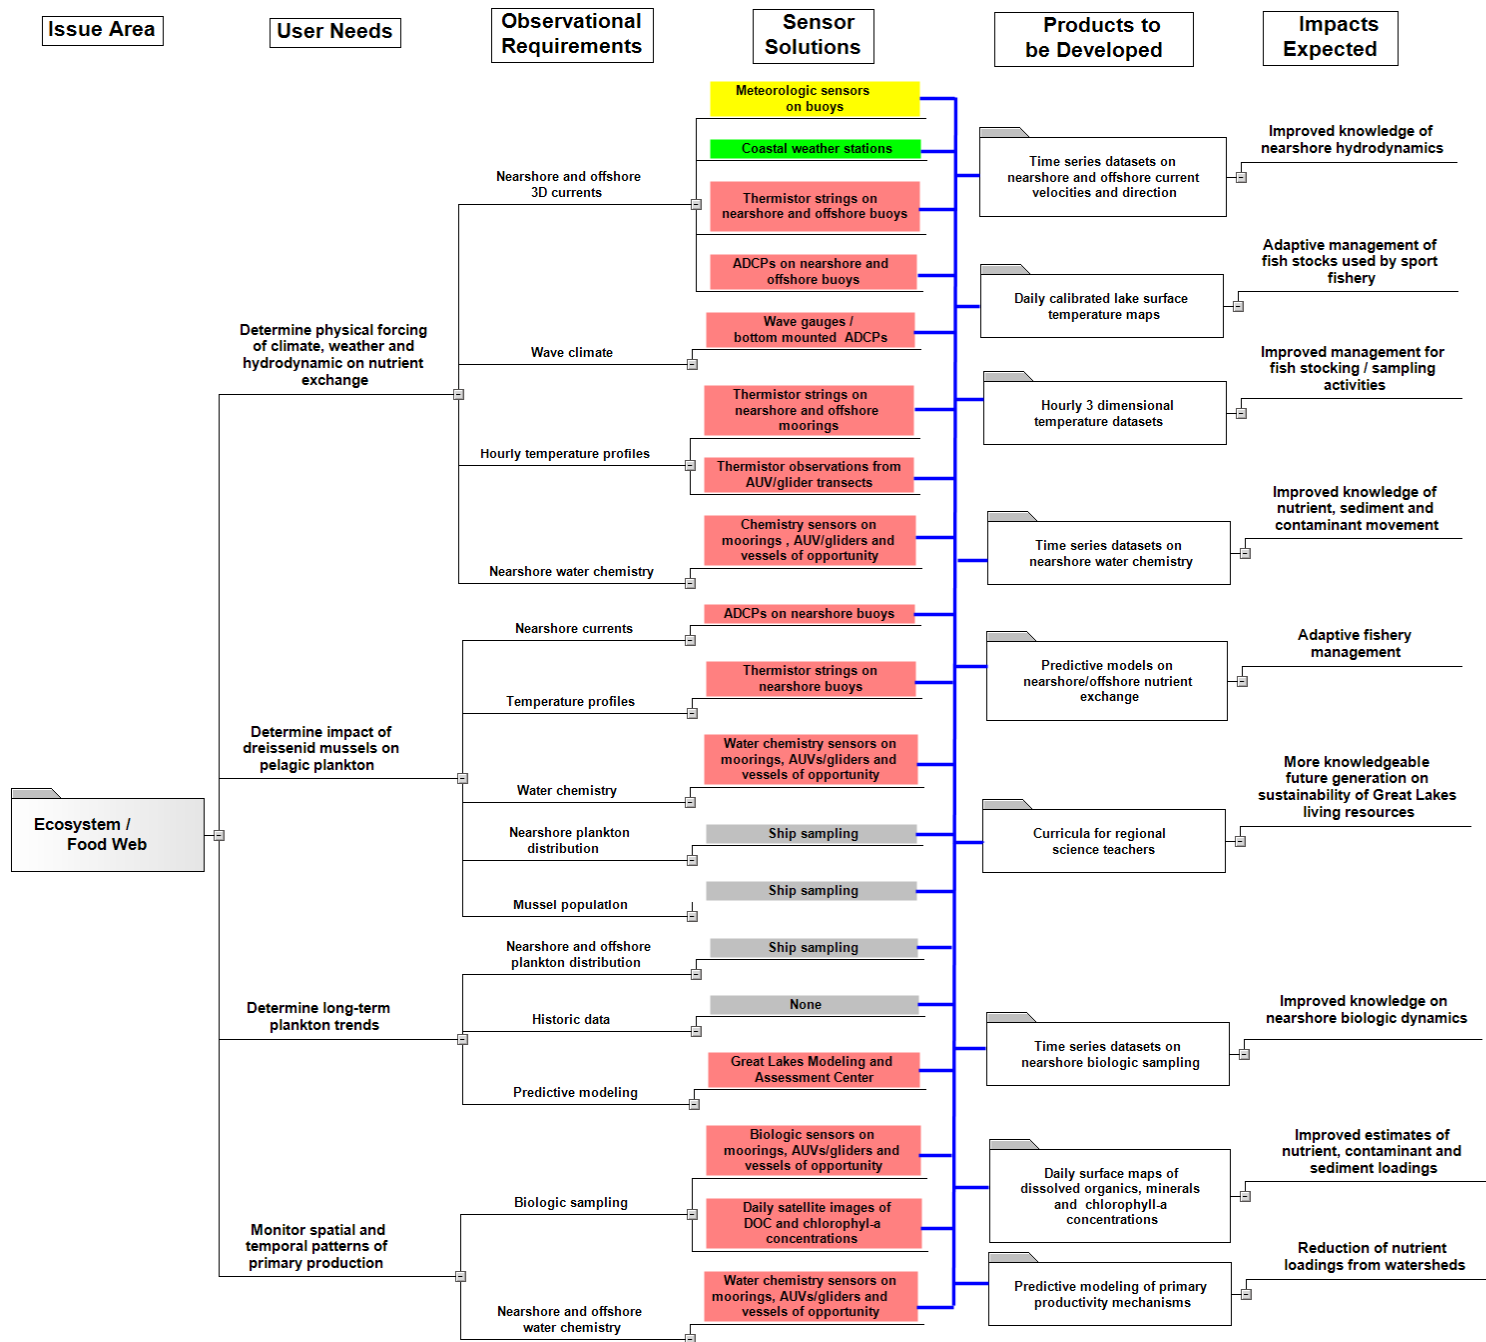 Issue Area
User Needs
Observational
Requirements
Sensor
Solutions
Products to
be Developed
Impacts
Expected
Ecosystem /
Food Web
Determine physical forcing
of climate, weather and
hydrodynamic on nutrient
exchange
Determine impact of
dreissenid mussels on
pelagic plankton
Determine long-term
plankton trends
Monitor spatial and
temporal patterns of
primary production
Nearshore and offshore
3D currents
Wave climate
Hourly temperature profiles
Nearshore water chemistry
Nearshore currents
Temperature profiles
Water chemistry
Nearshore plankton
distribution
Mussel population
Nearshore and offshore
plankton distribution
Historic data
Predictive modeling
Biologic sampling
Nearshore and offshore
water chemistry
Meteorologic sensors
on buoys
Coastal weather stations
Thermistor strings on
nearshore and offshore buoys
ADCPs on nearshore and
offshore buoys
Wave gauges /
bottom mounted ADCPs
Thermistor strings on
nearshore and offshore
moorings
Thermistor observations from
AUV/glider transects
Chemistry sensors on
moorings , AUV/gliders and
vessels of opportunity
ADCPs on nearshore buoys
Thermistor strings on
nearshore buoys
Water chemistry sensors on
moorings, AUVs/gliders and
vessels of opportunity
Ship sampling
Ship sampling
Ship sampling
None
Great Lakes Modeling and
Assessment Center
Biologic sensors on
moorings, AUVs/gliders and
vessels of opportunity
Daily satellite images of
DOC and chlorophyl-a
concentrations
Water chemistry sensors on
moorings, AUVs/gliders and
vessels of opportunity
Time series datasets on
nearshore and offshore current
velocities and direction
Daily calibrated lake surface
temperature maps
Hourly 3 dimensional
temperature datasets
Time series datasets on
nearshore water chemistry
Predictive models on
nearshore/offshore nutrient
exchange
Curricula for regional
science teachers
Time series datasets on
nearshore biologic sampling
Daily surface maps of
dissolved organics, minerals
and chlorophyll-a
concentrations
Predictive modeling of primary
productivity mechanisms
Improved knowledge of
nearshore hydrodynamics
Adaptive management of
fish stocks used by sport
fishery
Improved management for
fish stocking / sampling
activities
Improved knowledge of
nutrient, sediment and
contaminant movement
Adaptive fishery
management
More knowledgeable
future generation on
sustainability of Great Lakes
living resources
Improved knowledge on
nearshore biologic dynamics
Improved estimates of
nutrient, contaminant and
sediment loadings
Reduction of nutrient
loadings from watersheds